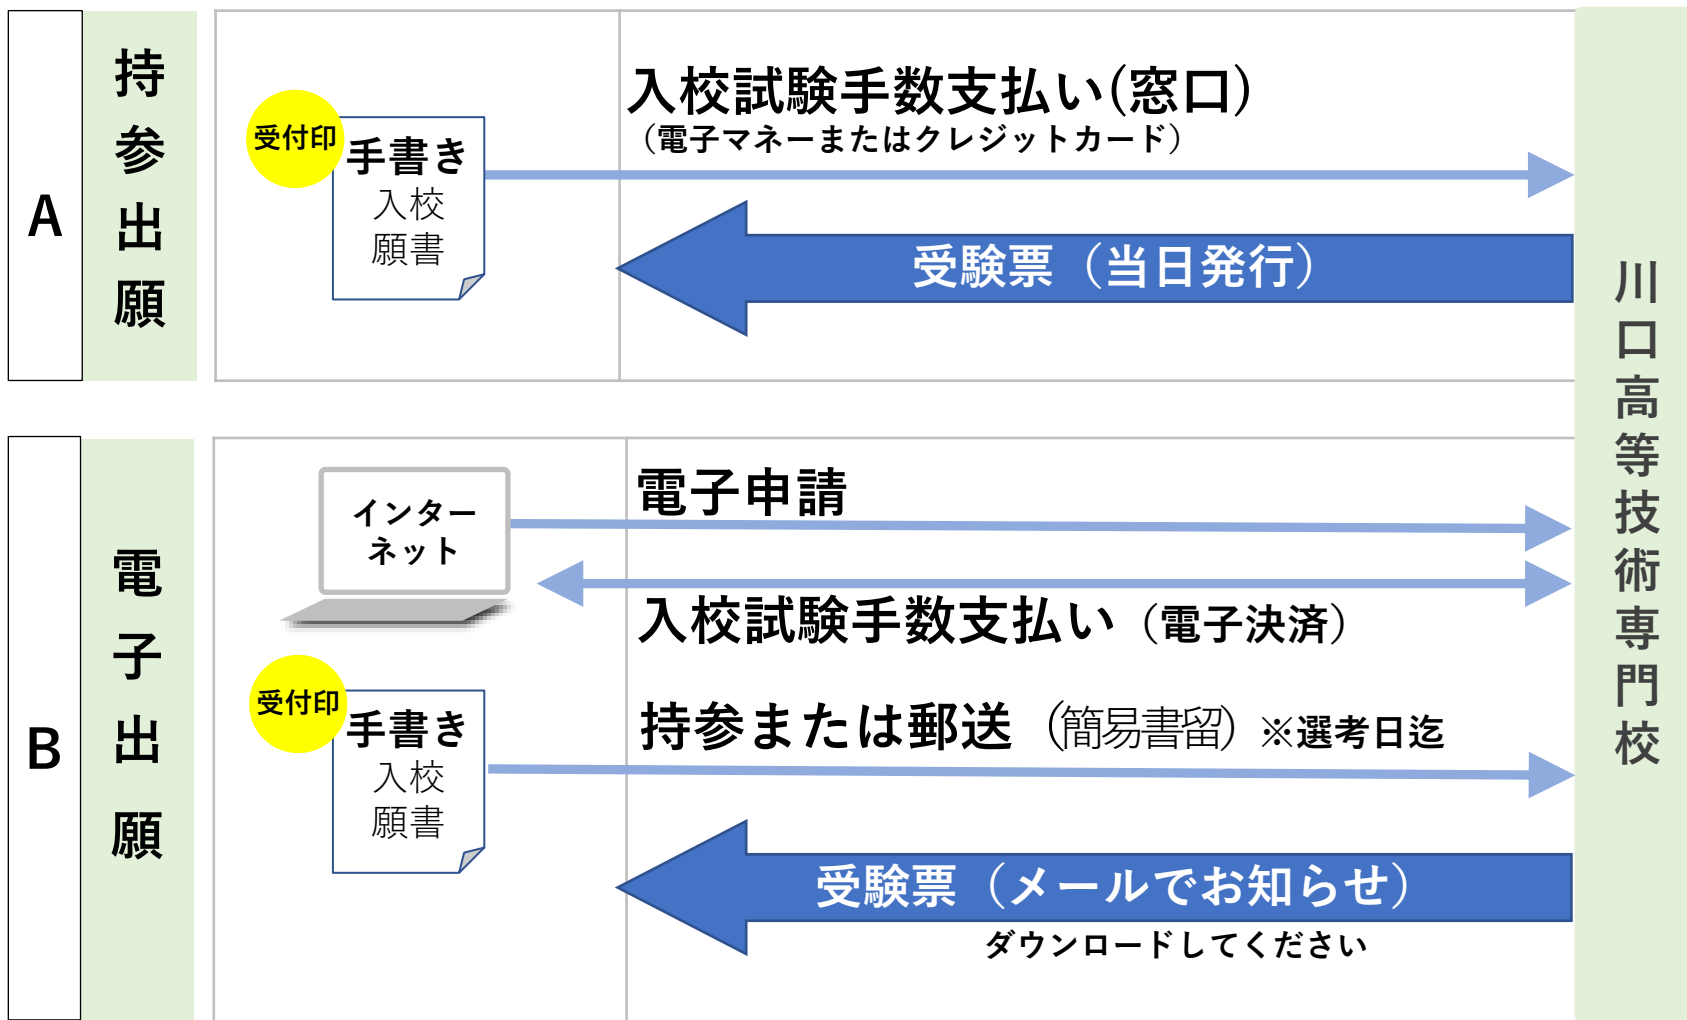 A
持参出願
受付印
手書き
入校
願書
入校試験手数支払い(窓口)
（電子マネーまたはクレジットカード）
受験票（当日発行）
B
電子出願
インター
ネット
電子申請
入校試験手数支払い（電子決済）
受付印
手書き
入校
願書
持参または郵送（簡易書留）※選考日迄
受験票（メールでお知らせ）
ダウンロードしてください
川口高等技術専門校